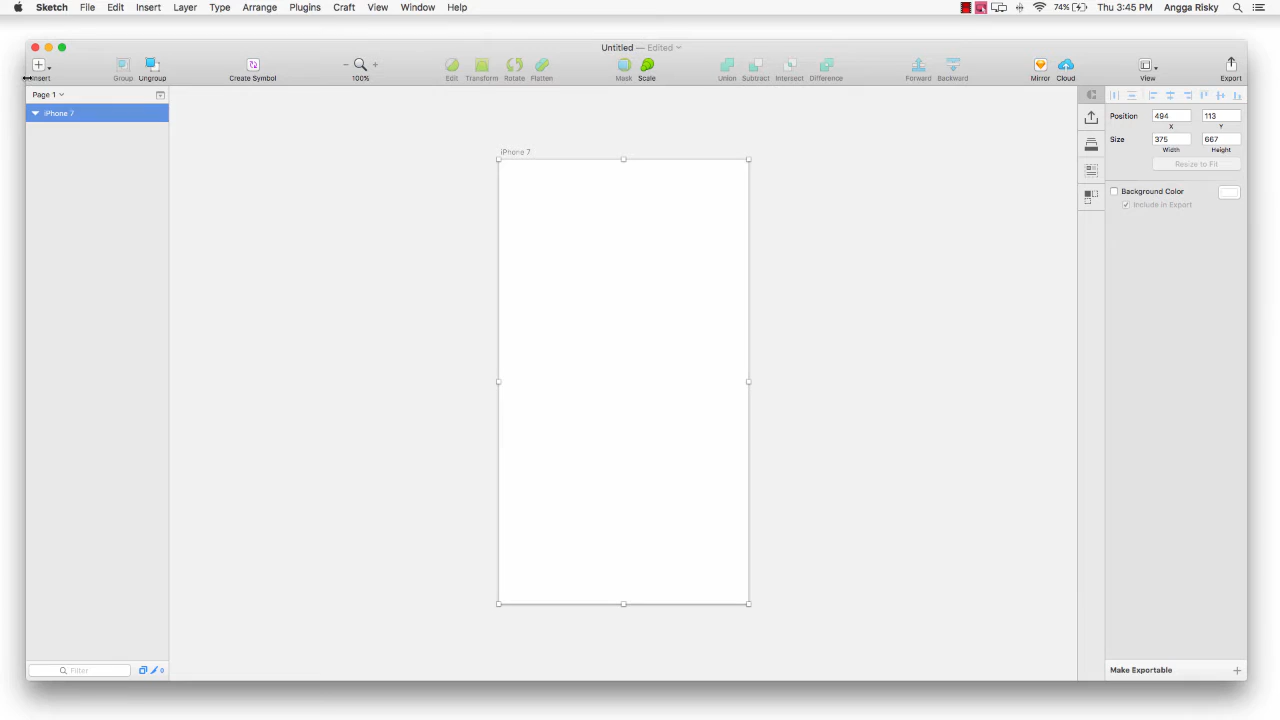 Sketch File Edit Insert Layer Type Arrange Plugins Craft View Window Help 74% Thu 3:45 PM Angga Risky
Untitled — Edited
Insert Group Ungroup Create Symbol 100% Edit Transform Rotate Flatten Mask Scale Union Subtract Intersect Difference Forward Backward Mirror Cloud View Export
Page 1
iPhone 7
iPhone 7
Position 494 113
X Y
Size 375 667
Width Height
Resize to Fit
Background Color
Include in Export
Filter 0
Make Exportable